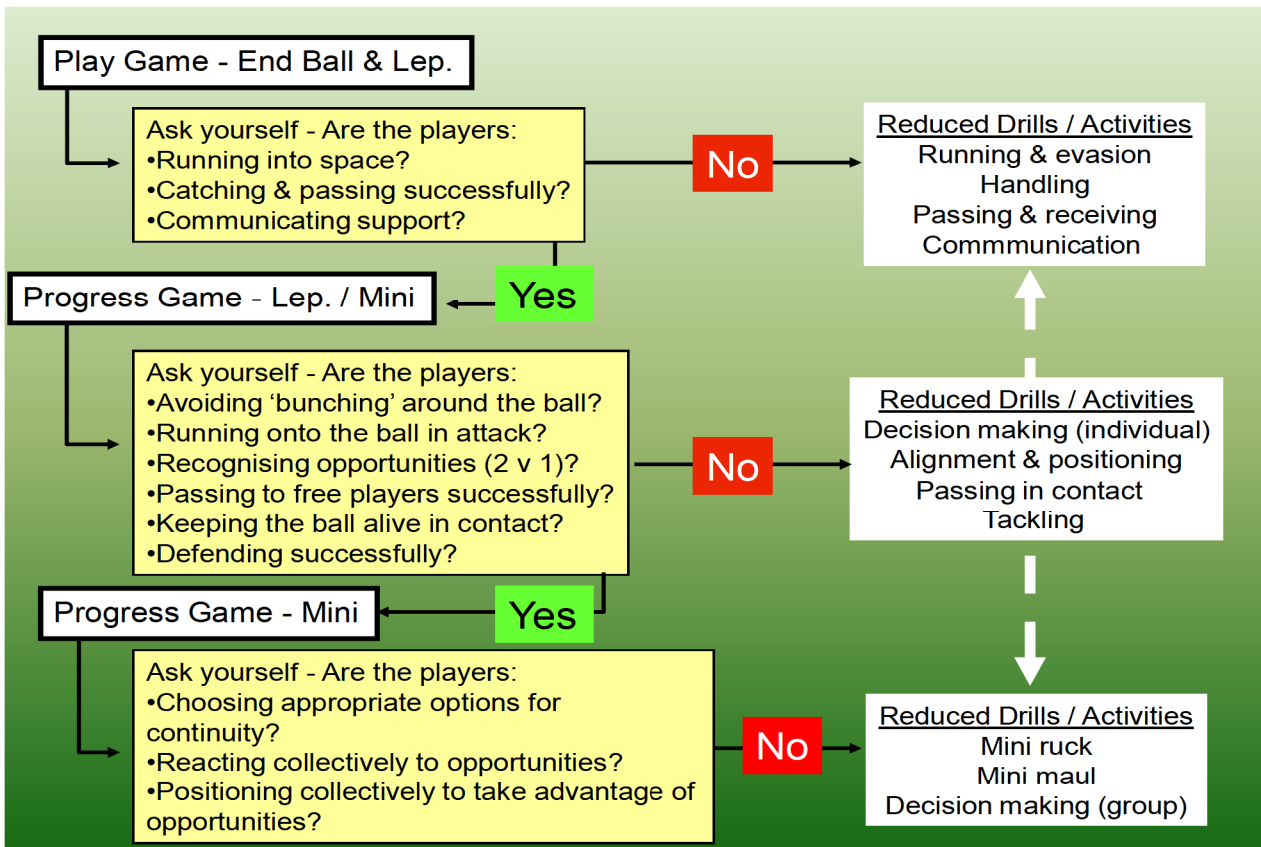 Play Game - End Ball & Lep.
Ask yourself - Are the players:
•Running into space?
•Catching & passing successfully?
•Communicating support?
No
Reduced Drills / Activities
Running & evasion
Handling
Passing & receiving
Commmunication
Yes
Progress Game - Lep. / Mini
Ask yourself - Are the players:
•Avoiding ‘bunching’ around the ball?
•Running onto the ball in attack?
•Recognising opportunities (2 v 1)?
•Passing to free players successfully?
•Keeping the ball alive in contact?
•Defending successfully?
No
Reduced Drills / Activities
Decision making (individual)
Alignment & positioning
Passing in contact
Tackling
Yes
Progress Game - Mini
Ask yourself - Are the players:
•Choosing appropriate options for
continuity?
•Reacting collectively to opportunities?
•Positioning collectively to take advantage of
opportunities?
No
Reduced Drills / Activities
Mini ruck
Mini maul
Decision making (group)